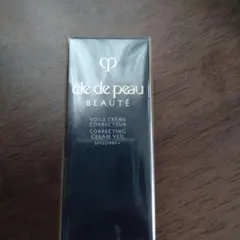 clé de peau
BEAUTÉ
VOILE CRÈME
CORRECTEUR
CORRECTING
CREAM VEIL